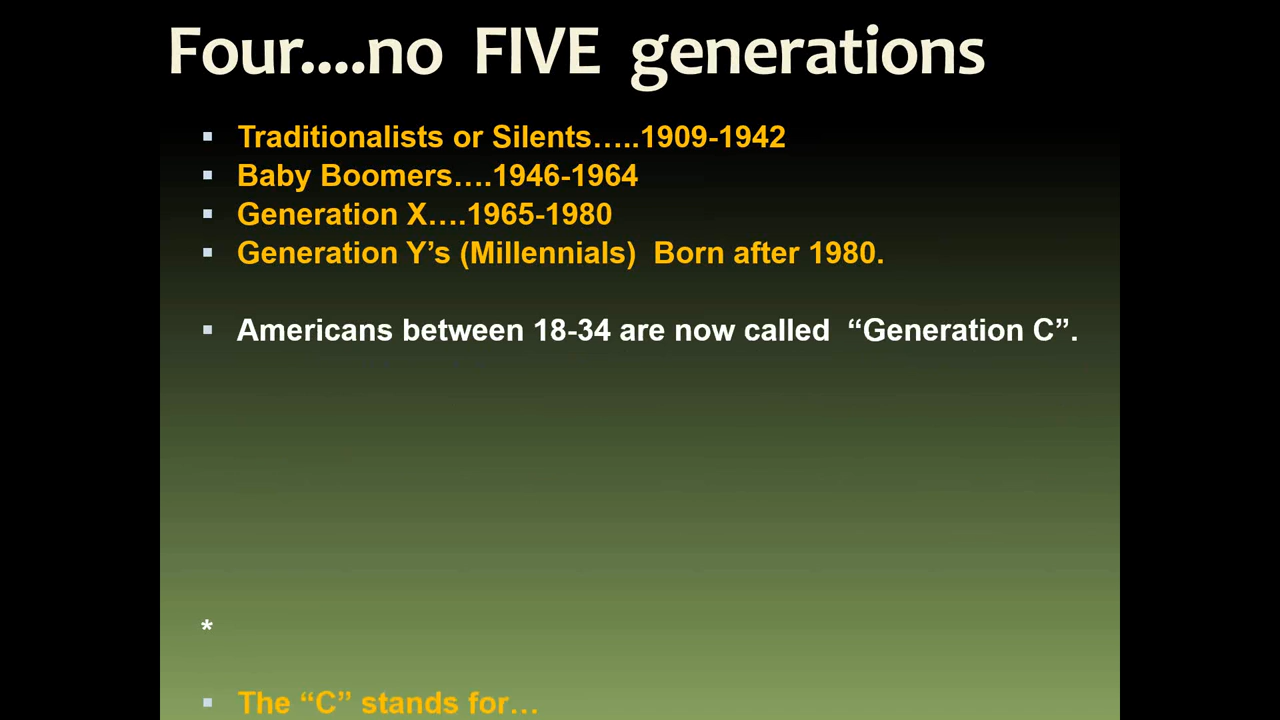 Four....no FIVE generations
▪ Traditionalists or Silents…..1909-1942
▪ Baby Boomers….1946-1964
▪ Generation X….1965-1980
▪ Generation Y’s (Millennials) Born after 1980.
▪ Americans between 18-34 are now called “Generation C”.
*
▪ The “C” stands for…